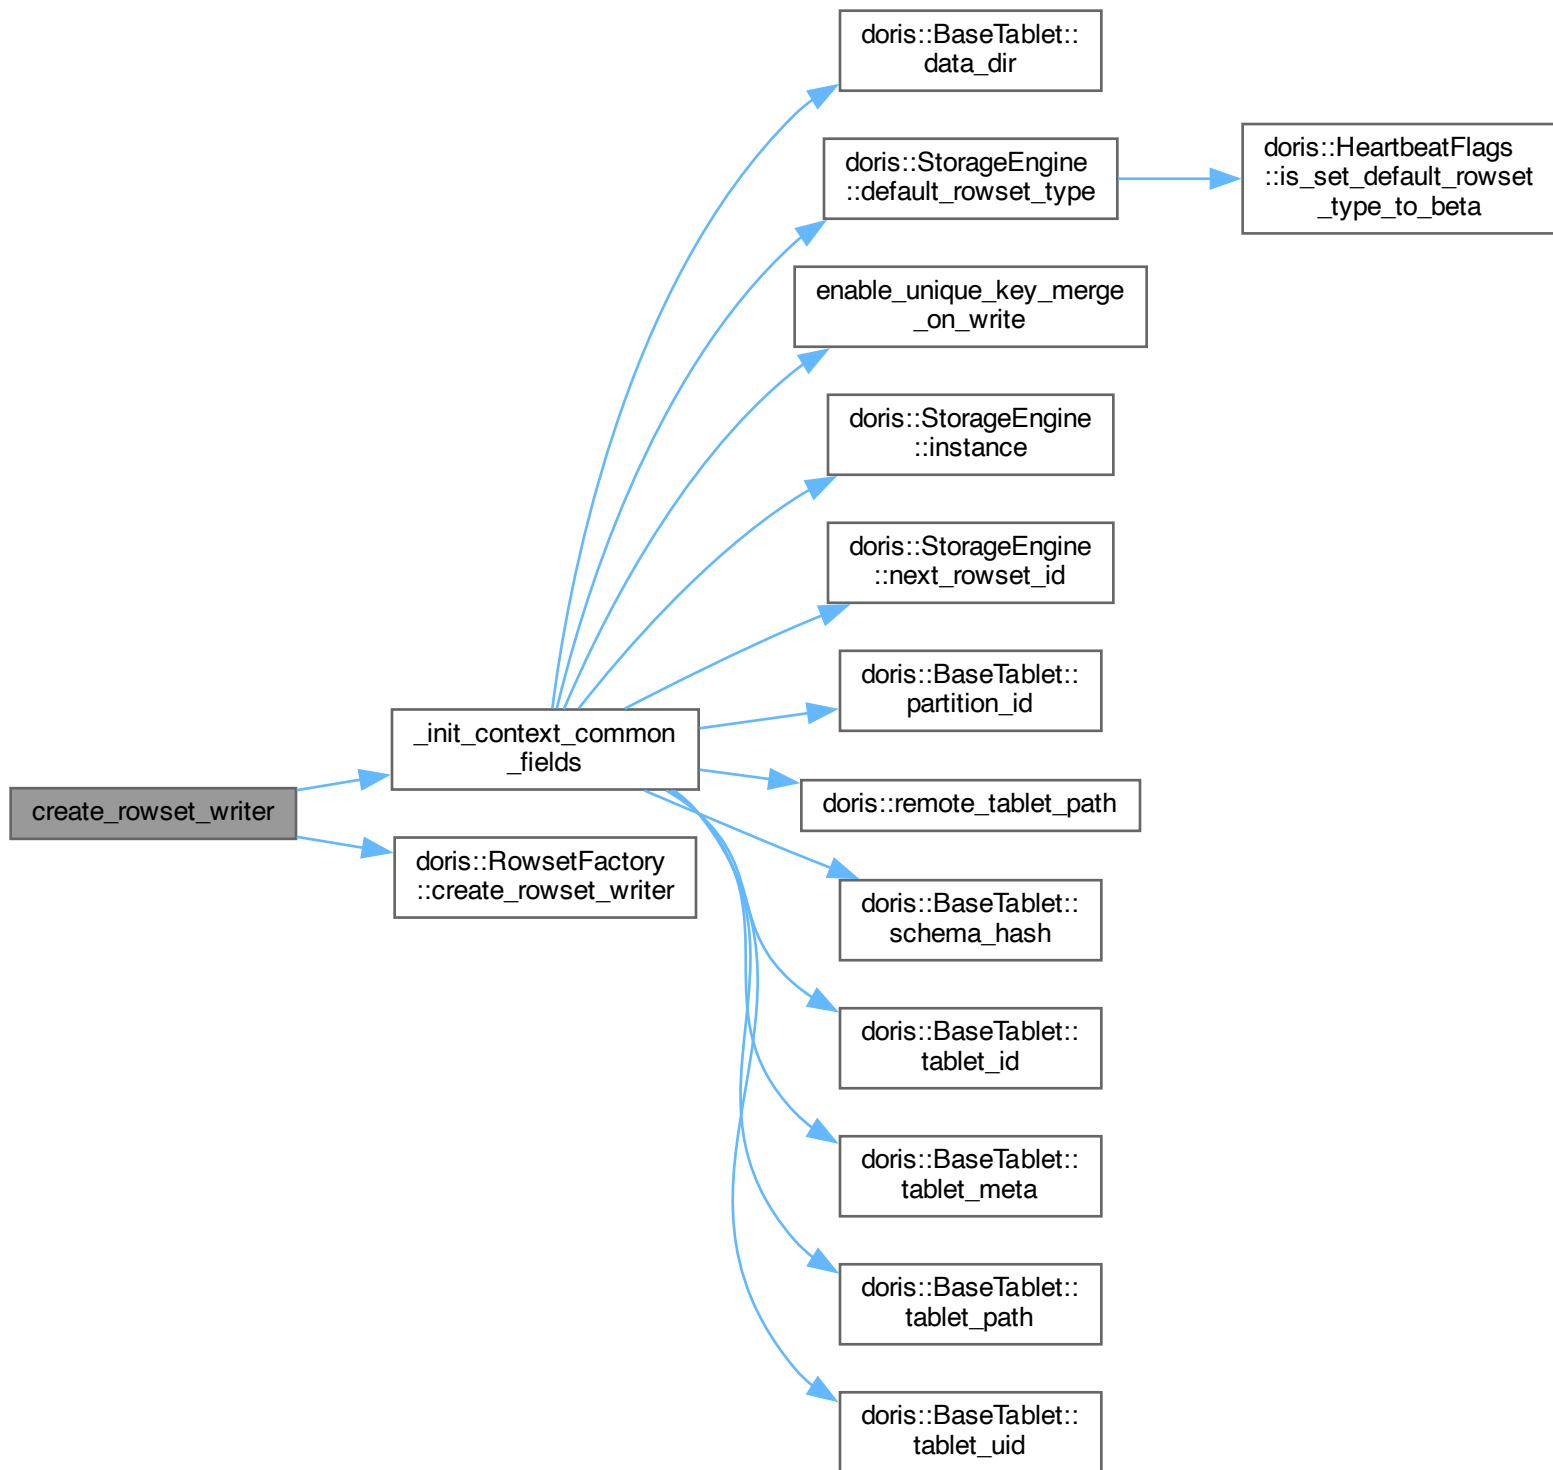 doris::BaseTablet::
data_dir
doris::StorageEngine
::default_rowset_type
doris::HeartbeatFlags
::is_set_default_rowset
_type_to_beta
enable_unique_key_merge
_on_write
doris::StorageEngine
::instance
doris::StorageEngine
::next_rowset_id
doris::BaseTablet::
partition_id
_init_context_common
_fields
doris::remote_tablet_path
create_rowset_writer
doris::RowsetFactory
::create_rowset_writer
doris::BaseTablet::
schema_hash
doris::BaseTablet::
tablet_id
doris::BaseTablet::
tablet_meta
doris::BaseTablet::
tablet_path
doris::BaseTablet::
tablet_uid